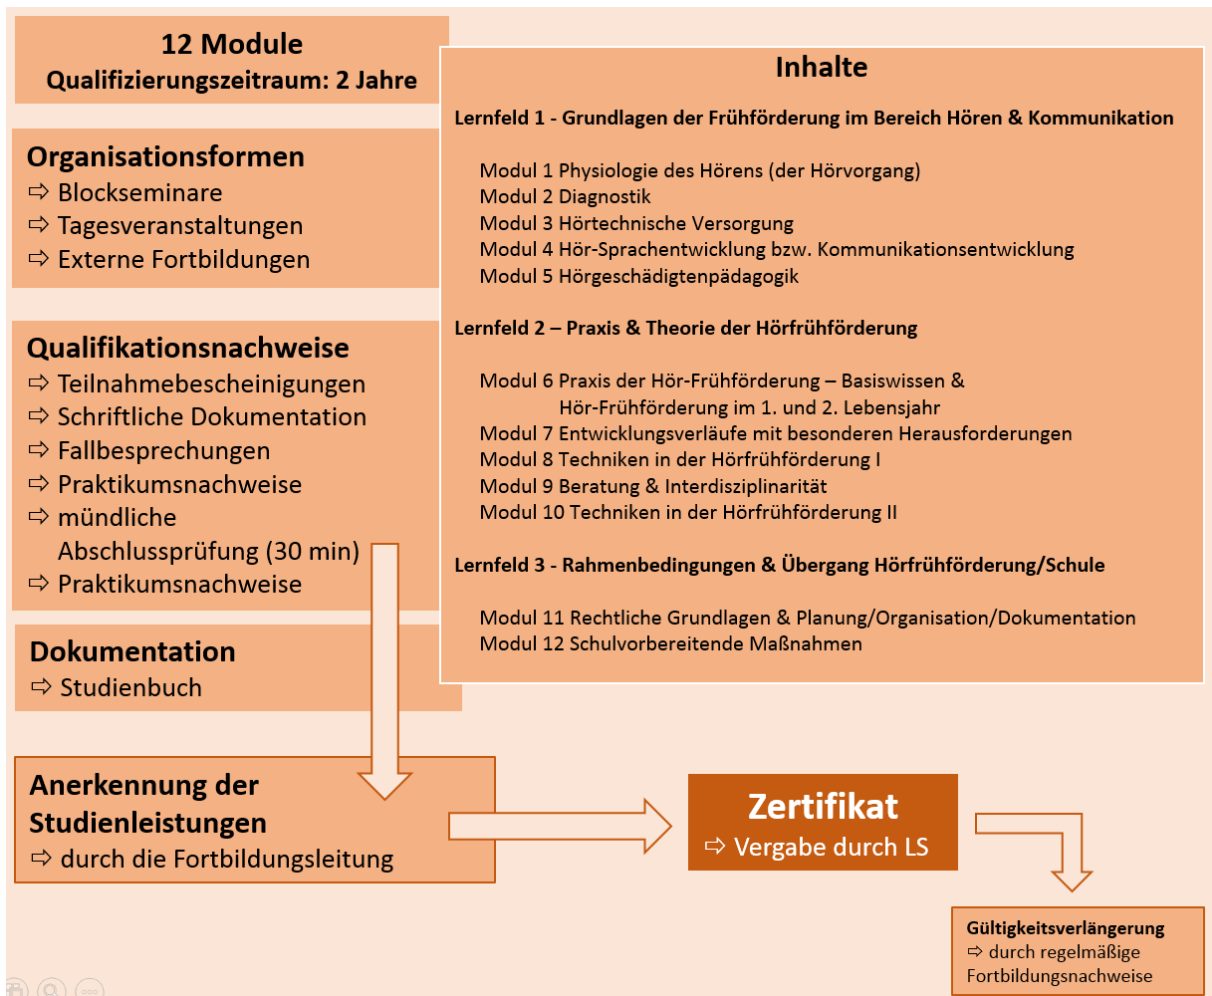 12 Module
Qualifizierungszeitraum: 2 Jahre
Organisationsformen
⇨ Blockseminare
⇨ Tagesveranstaltungen
⇨ Externe Fortbildungen
Qualifikationsnachweise
⇨ Teilnahmebescheinigungen
⇨ Schriftliche Dokumentation
⇨ Fallbesprechungen
⇨ Praktikumsnachweise
⇨ mündliche
Abschlussprüfung (30 min)
⇨ Praktikumsnachweise
Dokumentation
⇨ Studienbuch
Inhalte
Lernfeld 1 - Grundlagen der Frühförderung im Bereich Hören & Kommunikation
Modul 1 Physiologie des Hörens (der Hörvorgang)
Modul 2 Diagnostik
Modul 3 Hörtechnische Versorgung
Modul 4 Hör-Sprachentwicklung bzw. Kommunikationsentwicklung
Modul 5 Hörgeschädigtenpädagogik
Lernfeld 2 – Praxis & Theorie der Hörfrühförderung
Modul 6 Praxis der Hör-Frühförderung – Basiswissen &
Hör-Frühförderung im 1. und 2. Lebensjahr
Modul 7 Entwicklungsverläufe mit besonderen Herausforderungen
Modul 8 Techniken in der Hörfrühförderung I
Modul 9 Beratung & Interdisziplinarität
Modul 10 Techniken in der Hörfrühförderung II
Lernfeld 3 - Rahmenbedingungen & Übergang Hörfrühförderung/Schule
Modul 11 Rechtliche Grundlagen & Planung/Organisation/Dokumentation
Modul 12 Schulvorbereitende Maßnahmen
Anerkennung der
Studienleistungen
⇨ durch die Fortbildungsleitung
Zertifikat
⇨ Vergabe durch LS
Gültigkeitsverlängerung
⇨ durch regelmäßige
Fortbildungsnachweise